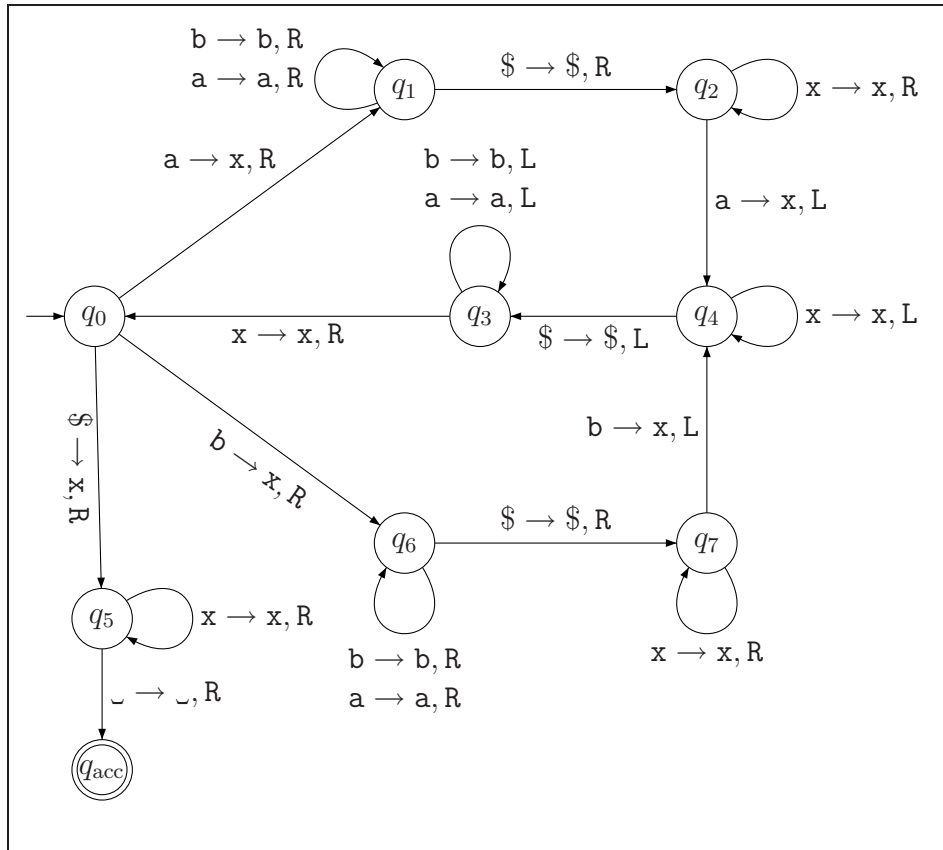 b → b, R
a → a, R
q₁
$ → $, R
q₂
x → x, R
a → x, R
b → b, L
a → a, L
a → x, L
q₀
x → x, R
q₃
$ → $, L
q₄
x → x, L
$ → x, R
b → x, R
b → x, L
q₆
$ → $, R
q₇
q₅
x → x, R
b → b, R
a → a, R
x → x, R
␣ → ␣, R
qacc